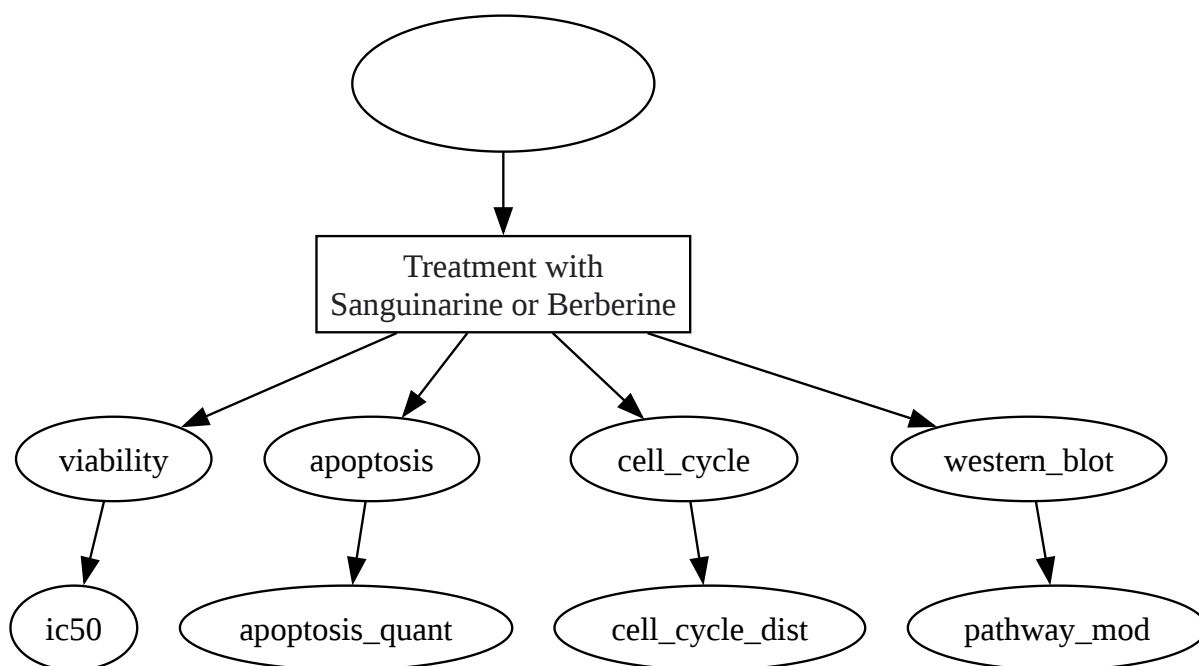 Treatment with
Sanguinarine or Berberine
viability
apoptosis
cell_cycle
western_blot
ic50
apoptosis_quant
cell_cycle_dist
pathway_mod